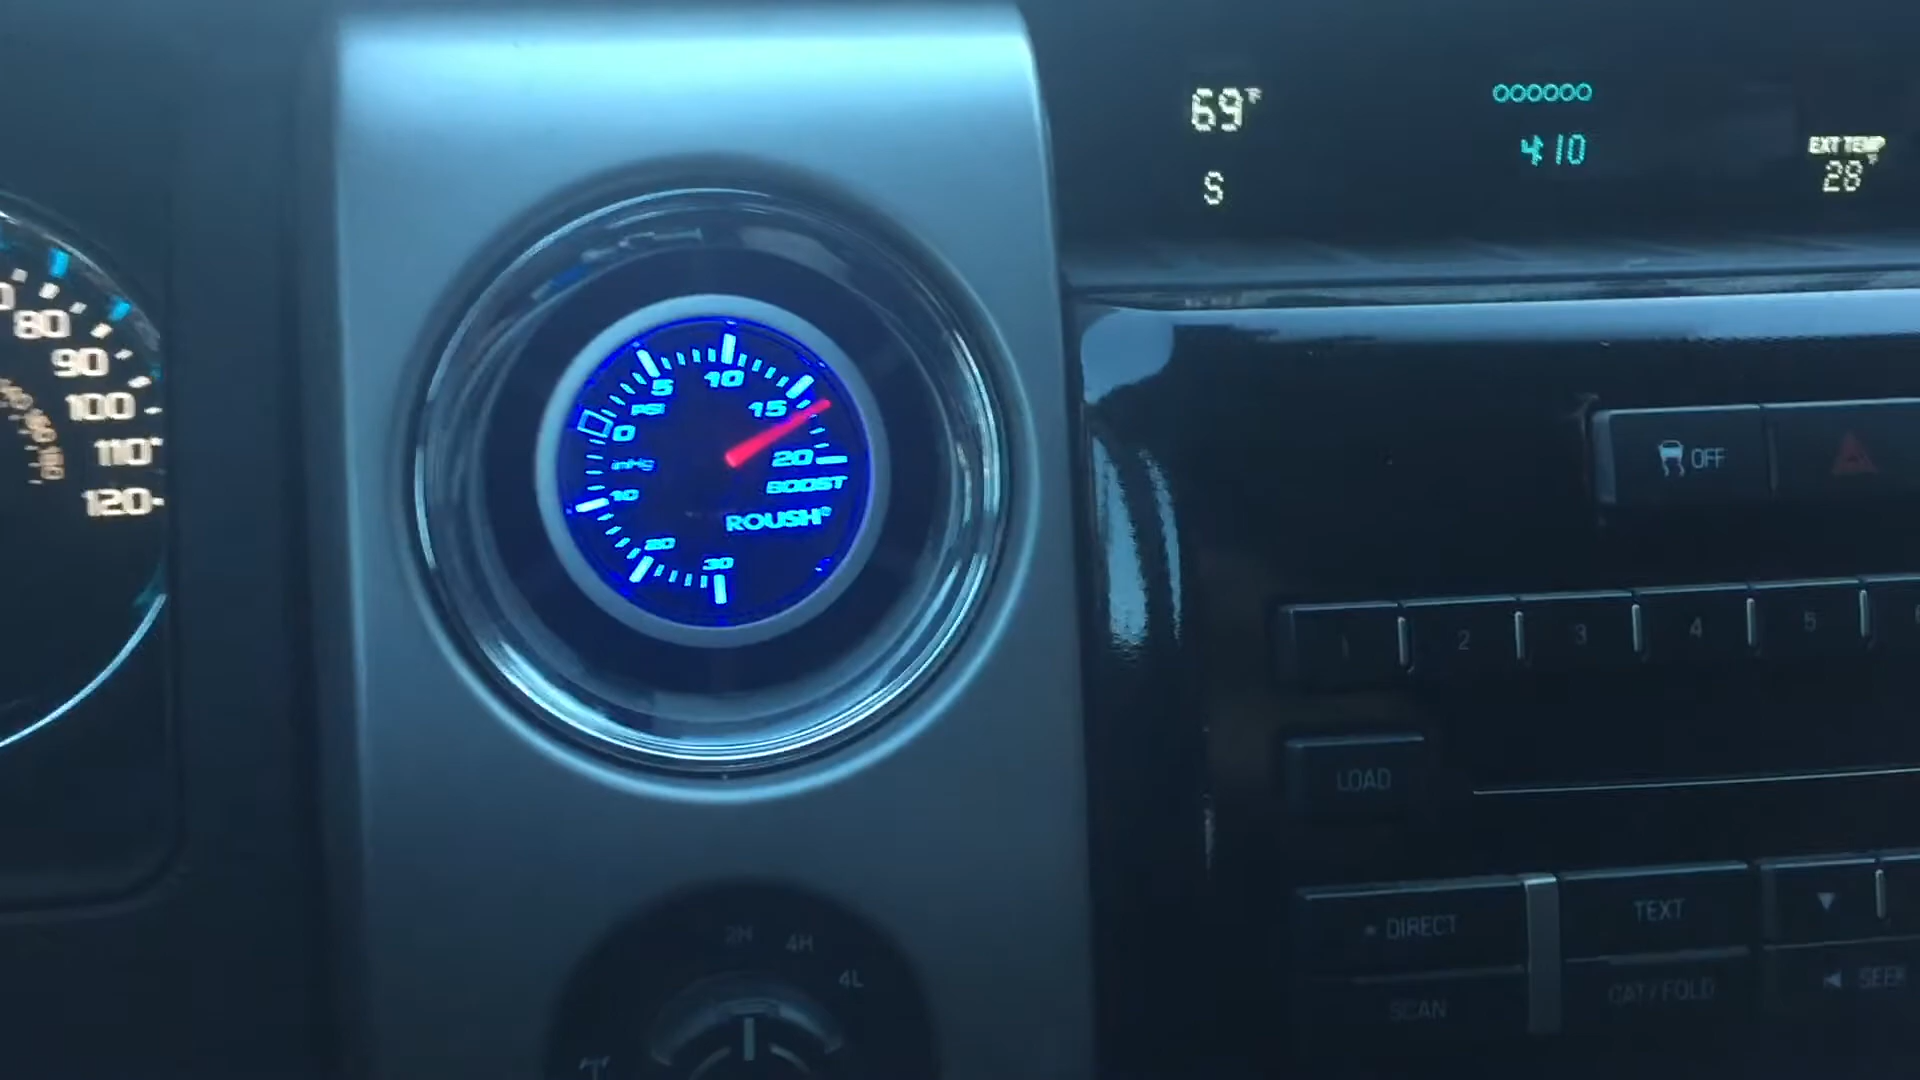 69°F
S
OOOOOO
4:10
EXT TEMP
28°F
80
90
100
110
120
5
10
15
20
PSI
0
inHg
10
20
30
BOOST
ROUSH®
OFF
1
2
3
4
5
LOAD
DIRECT
TEXT
SCAN
CAT/FOLD
SEEK
2H
4H
4L